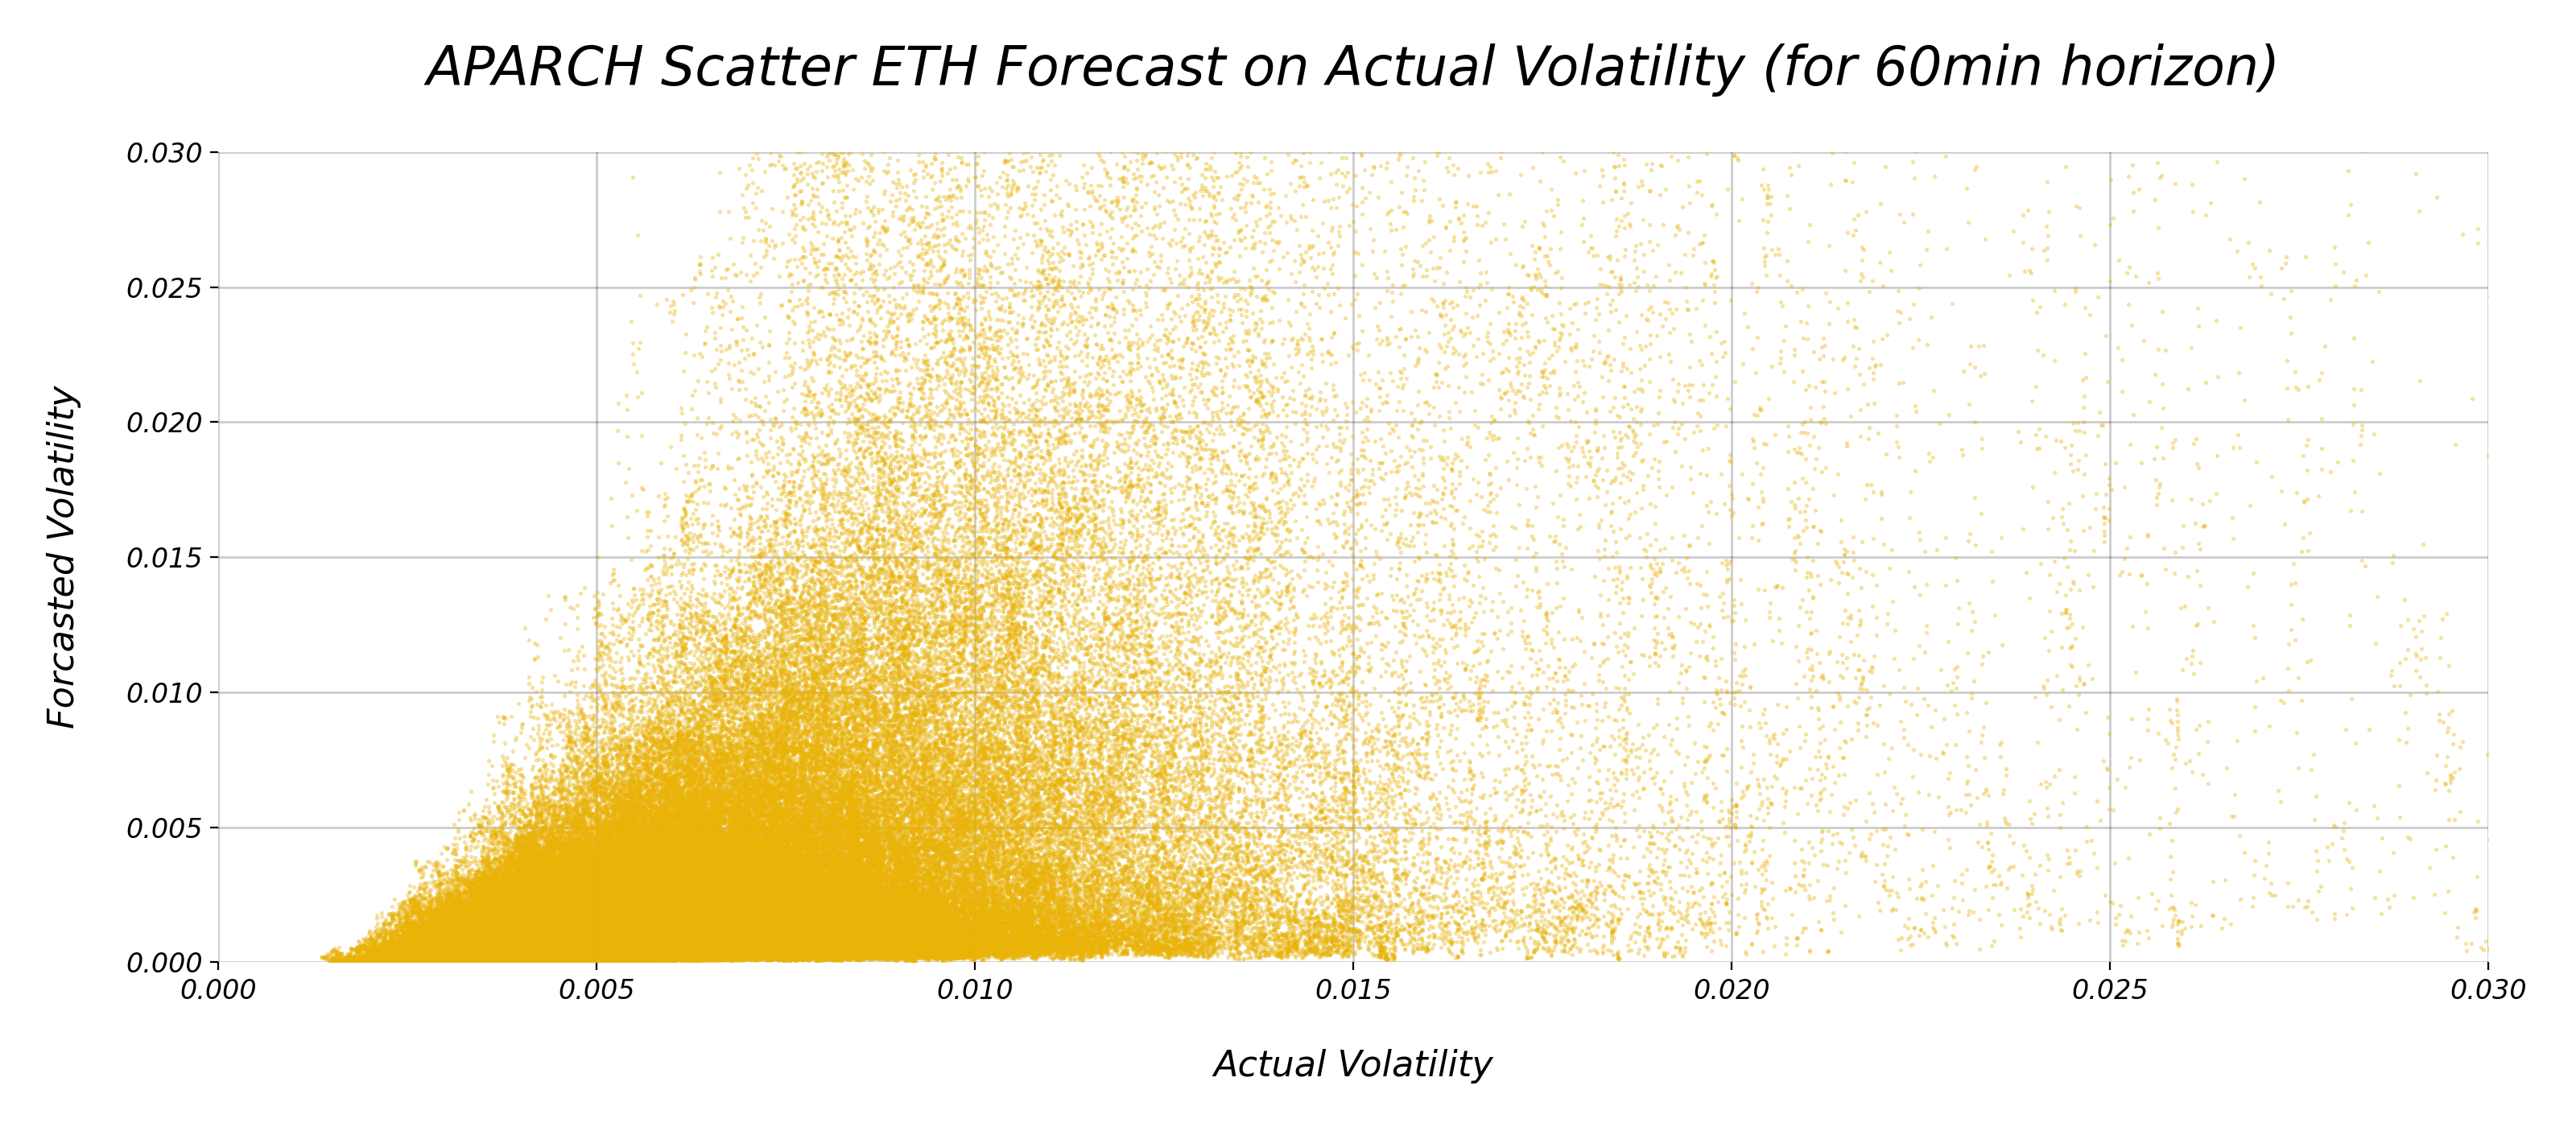 APARCH Scatter ETH Forecast on Actual Volatility (for 60min horizon)
0.030
0.025
0.020
0.015
0.010
0.005
0.000
Forcasted Volatility
0.000 0.005 0.010 0.015 0.020 0.025 0.030
Actual Volatility